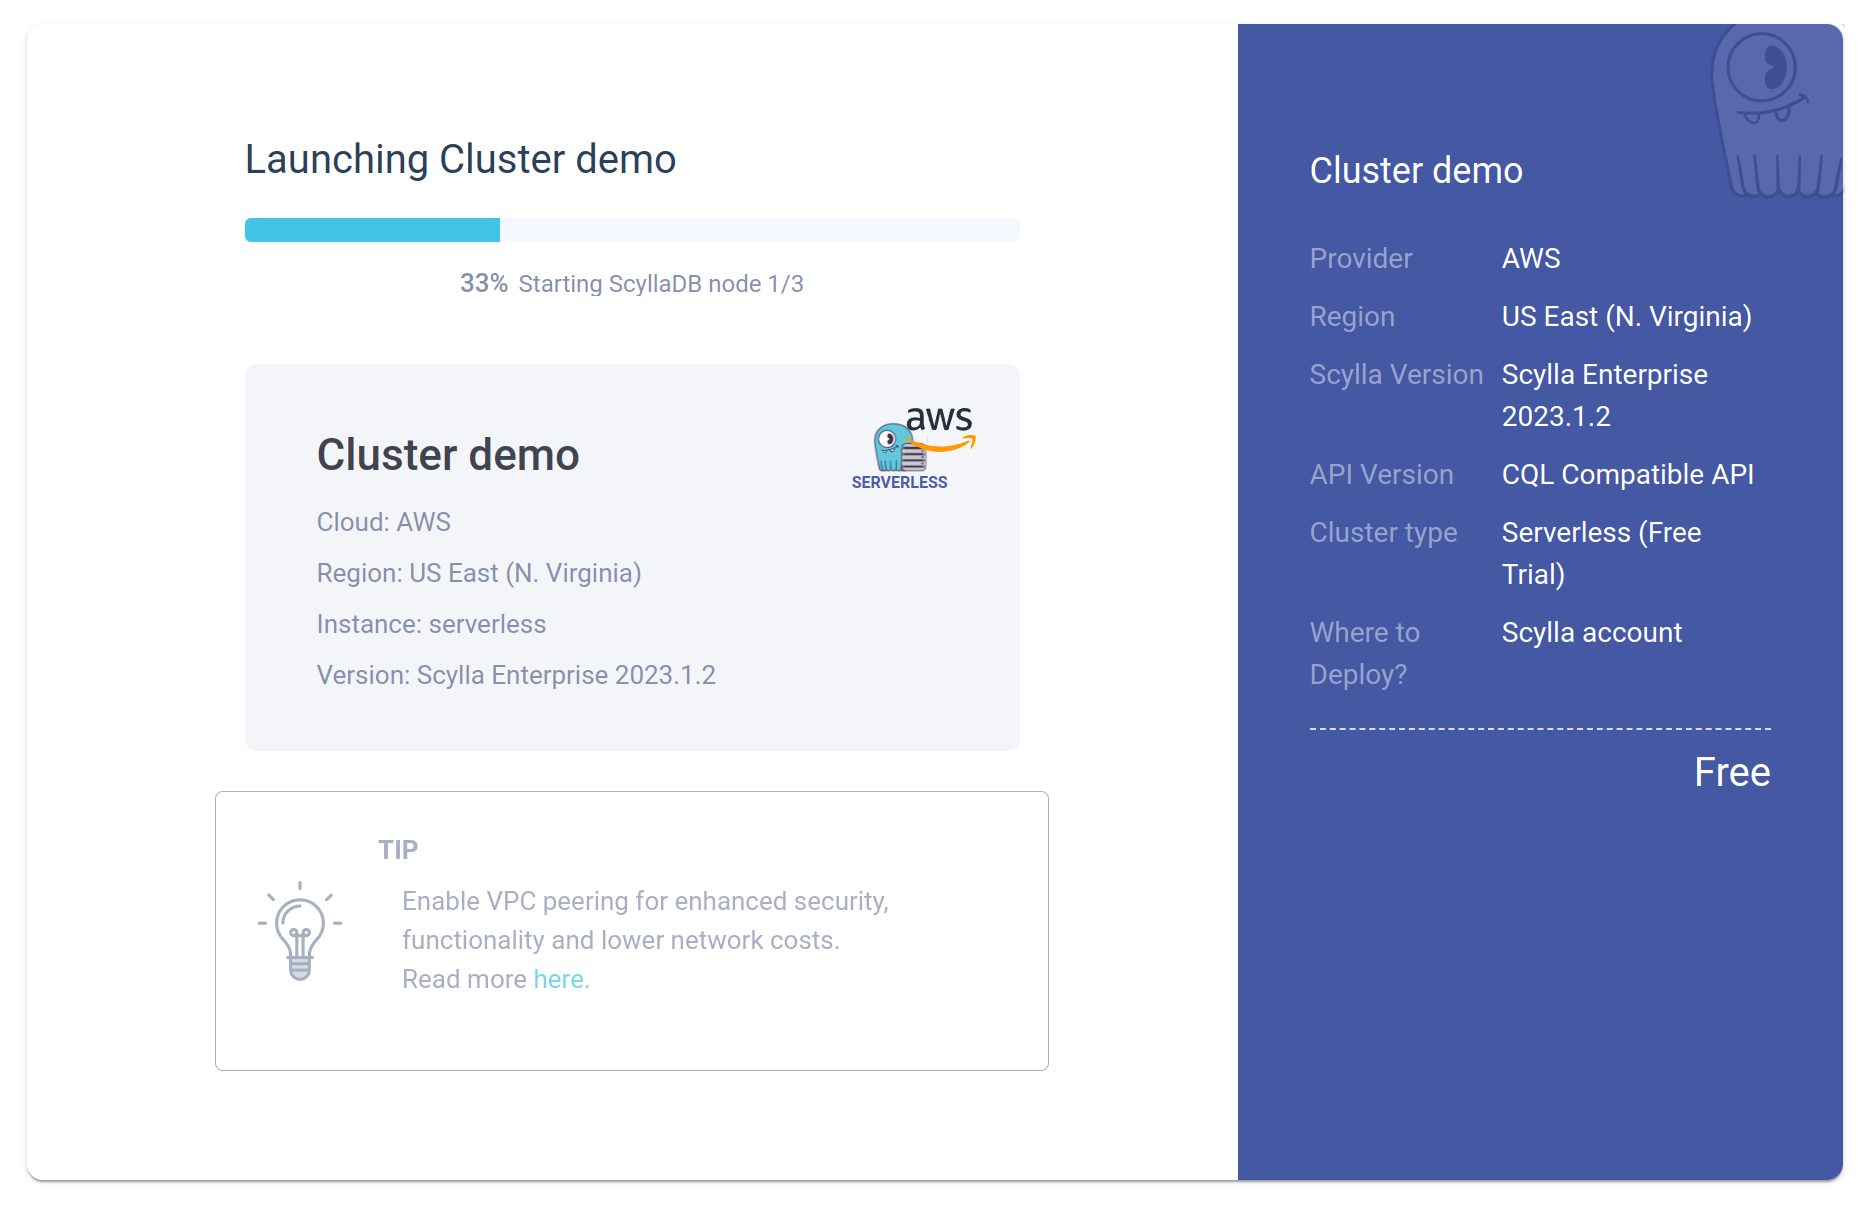 Launching Cluster demo
33% Starting ScyllaDB node 1/3
Cluster demo
aws
SERVERLESS
Cloud: AWS
Region: US East (N. Virginia)
Instance: serverless
Version: Scylla Enterprise 2023.1.2
TIP
Enable VPC peering for enhanced security,
functionality and lower network costs.
Read more here.
Cluster demo
Provider AWS
Region US East (N. Virginia)
Scylla Version Scylla Enterprise
2023.1.2
API Version CQL Compatible API
Cluster type Serverless (Free
Trial)
Where to Scylla account
Deploy?
Free